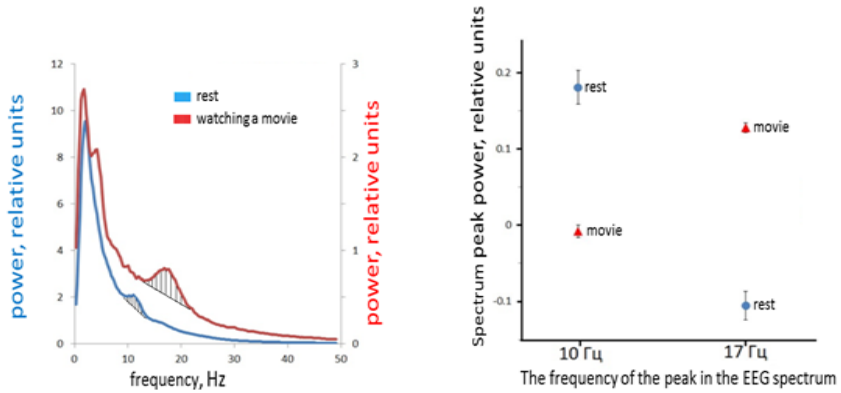 power, relative units
12
10
8
6
4
2
0
3
2
1
0
power, relative units
rest
watching a movie
0
10
20
30
40
50
frequency, Hz
Spectrum peak power, relative units
0.2
0.1
0
-0.1
rest
movie
movie
rest
10 Гц
17 Гц
The frequency of the peak in the EEG spectrum